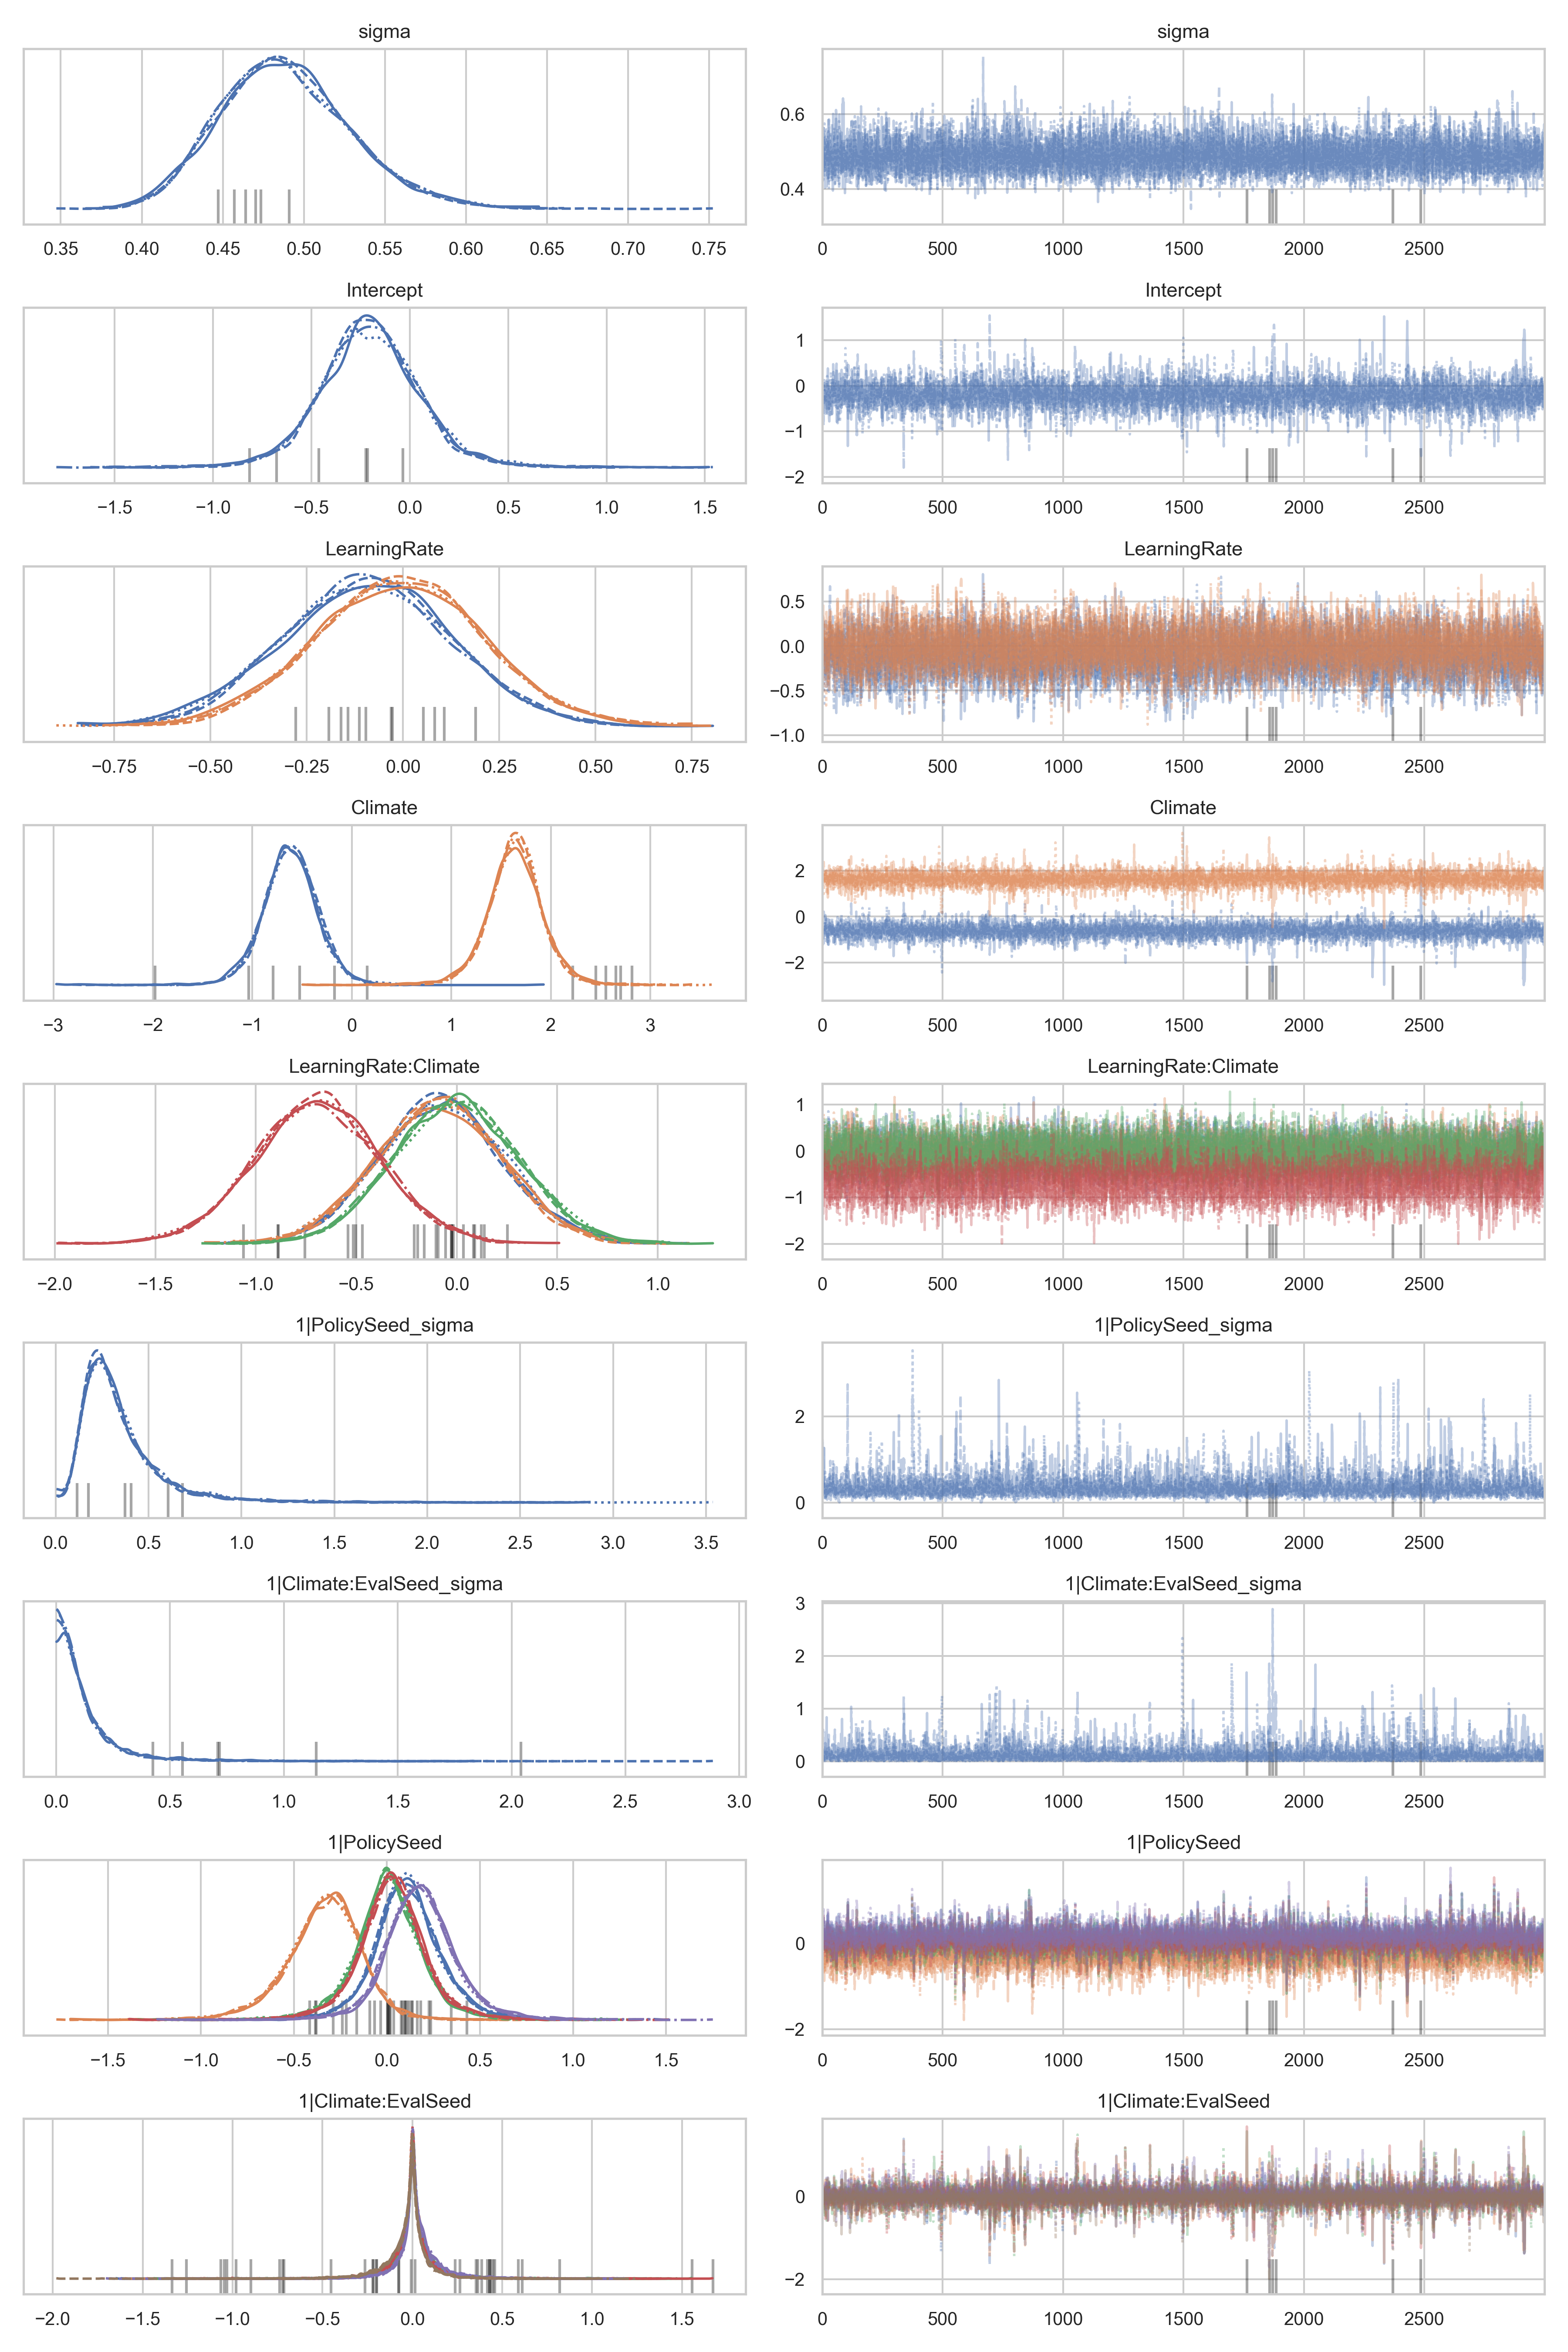 sigma sigma
0.6
0.4
0.35 0.40 0.45 0.50 0.55 0.60 0.65 0.70 0.75 0 500 1000 1500 2000 2500
Intercept Intercept
1
0
−1
−2
−1.5 −1.0 −0.5 0.0 0.5 1.0 1.5 0 500 1000 1500 2000 2500
LearningRate LearningRate
0.5
0.0
−0.5
−1.0
−0.75 −0.50 −0.25 0.00 0.25 0.50 0.75 0 500 1000 1500 2000 2500
Climate Climate
2
0
−2
−3 −2 −1 0 1 2 3 0 500 1000 1500 2000 2500
LearningRate:Climate LearningRate:Climate
1
0
−1
−2
−2.0 −1.5 −1.0 −0.5 0.0 0.5 1.0 0 500 1000 1500 2000 2500
1|PolicySeed_sigma 1|PolicySeed_sigma
2
0
0.0 0.5 1.0 1.5 2.0 2.5 3.0 3.5 0 500 1000 1500 2000 2500
1|Climate:EvalSeed_sigma 1|Climate:EvalSeed_sigma
3
2
1
0
0.0 0.5 1.0 1.5 2.0 2.5 3.0 0 500 1000 1500 2000 2500
1|PolicySeed 1|PolicySeed
0
−2
−1.5 −1.0 −0.5 0.0 0.5 1.0 1.5 0 500 1000 1500 2000 2500
1|Climate:EvalSeed 1|Climate:EvalSeed
0
−2
−2.0 −1.5 −1.0 −0.5 0.0 0.5 1.0 1.5 0 500 1000 1500 2000 2500